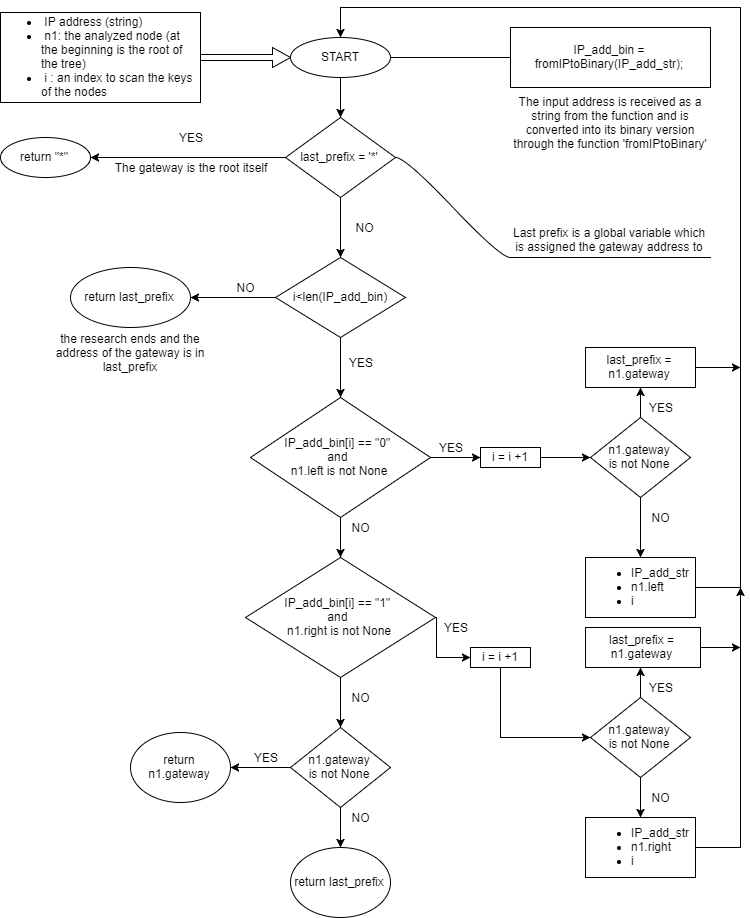 • IP address (string)
• n1: the analyzed node (at
the beginning is the root of
the tree)
• i : an index to scan the keys
of the nodes
START
IP_add_bin =
fromIPtoBinary(IP_add_str);
The input address is received as a
string from the function and is
converted into its binary version
through the function 'fromIPtoBinary'
YES
return "*"
The gateway is the root itself
last_prefix = '*'
NO
Last prefix is a global variable which
is assigned the gateway address to
return last_prefix
NO
i<len(IP_add_bin)
the research ends and the
address of the gateway is in
last_prefix
YES
last_prefix =
n1.gateway
YES
IP_add_bin[i] == "0"
and
n1.left is not None
YES
i = i +1
n1.gateway
is not None
NO
NO
• IP_add_str
• n1.left
• i
IP_add_bin[i] == "1"
and
n1.right is not None
YES
i = i +1
last_prefix =
n1.gateway
YES
n1.gateway
is not None
NO
NO
return
n1.gateway
YES
n1.gateway
is not None
NO
• IP_add_str
• n1.right
• i
return last_prefix